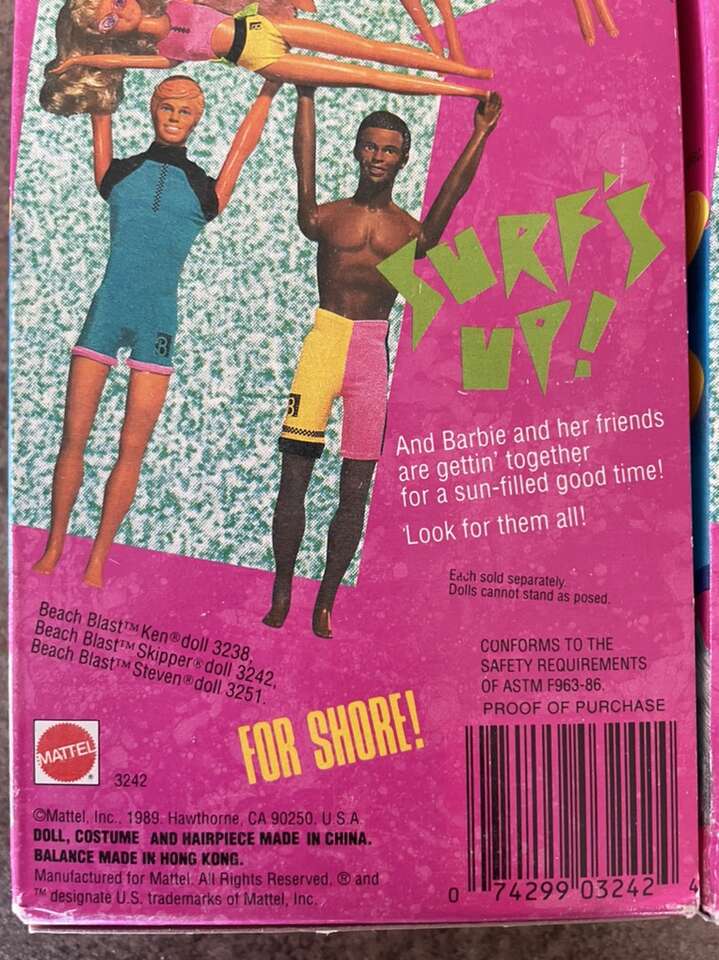 SURF'S
UP!
And Barbie and her friends
are gettin' together
for a sun-filled good time!
Look for them all!
Each sold separately.
Dolls cannot stand as posed.
Beach Blast™ Ken® doll 3238,
Beach Blast™ Skipper® doll 3242,
Beach Blast™ Steven® doll 3251.
FOR SHORE!
CONFORMS TO THE
SAFETY REQUIREMENTS
OF ASTM F963-86.
PROOF OF PURCHASE
MATTEL
®
3242
©Mattel, Inc., 1989. Hawthorne, CA 90250. U.S.A.
DOLL, COSTUME AND HAIRPIECE MADE IN CHINA.
BALANCE MADE IN HONG KONG.
Manufactured for Mattel. All Rights Reserved. ® and
™ designate U.S. trademarks of Mattel, Inc.
0 74299 03242 4